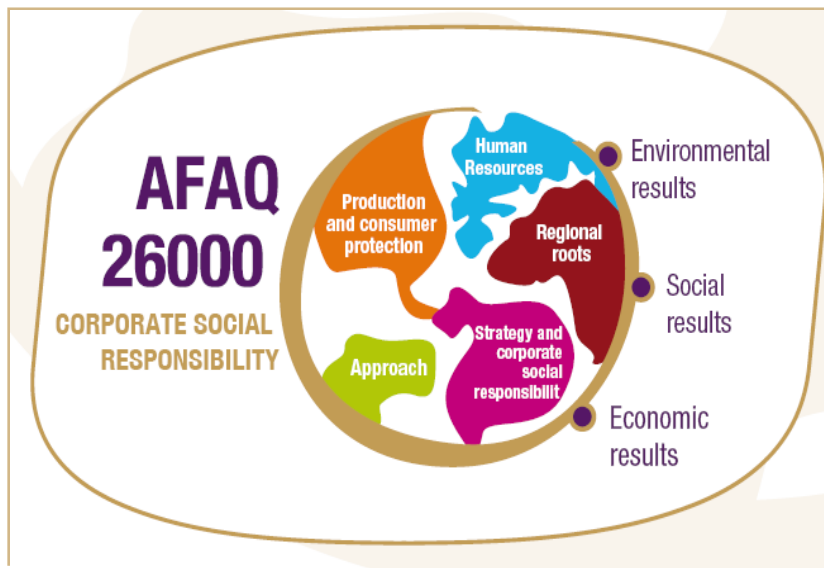 AFAQ
26000
CORPORATE SOCIAL
RESPONSIBILITY
Production
and consumer
protection
Human
Resources
Regional
roots
Approach
Strategy and
corporate
social
responsibilit
Environmental
results
Social
results
Economic
results